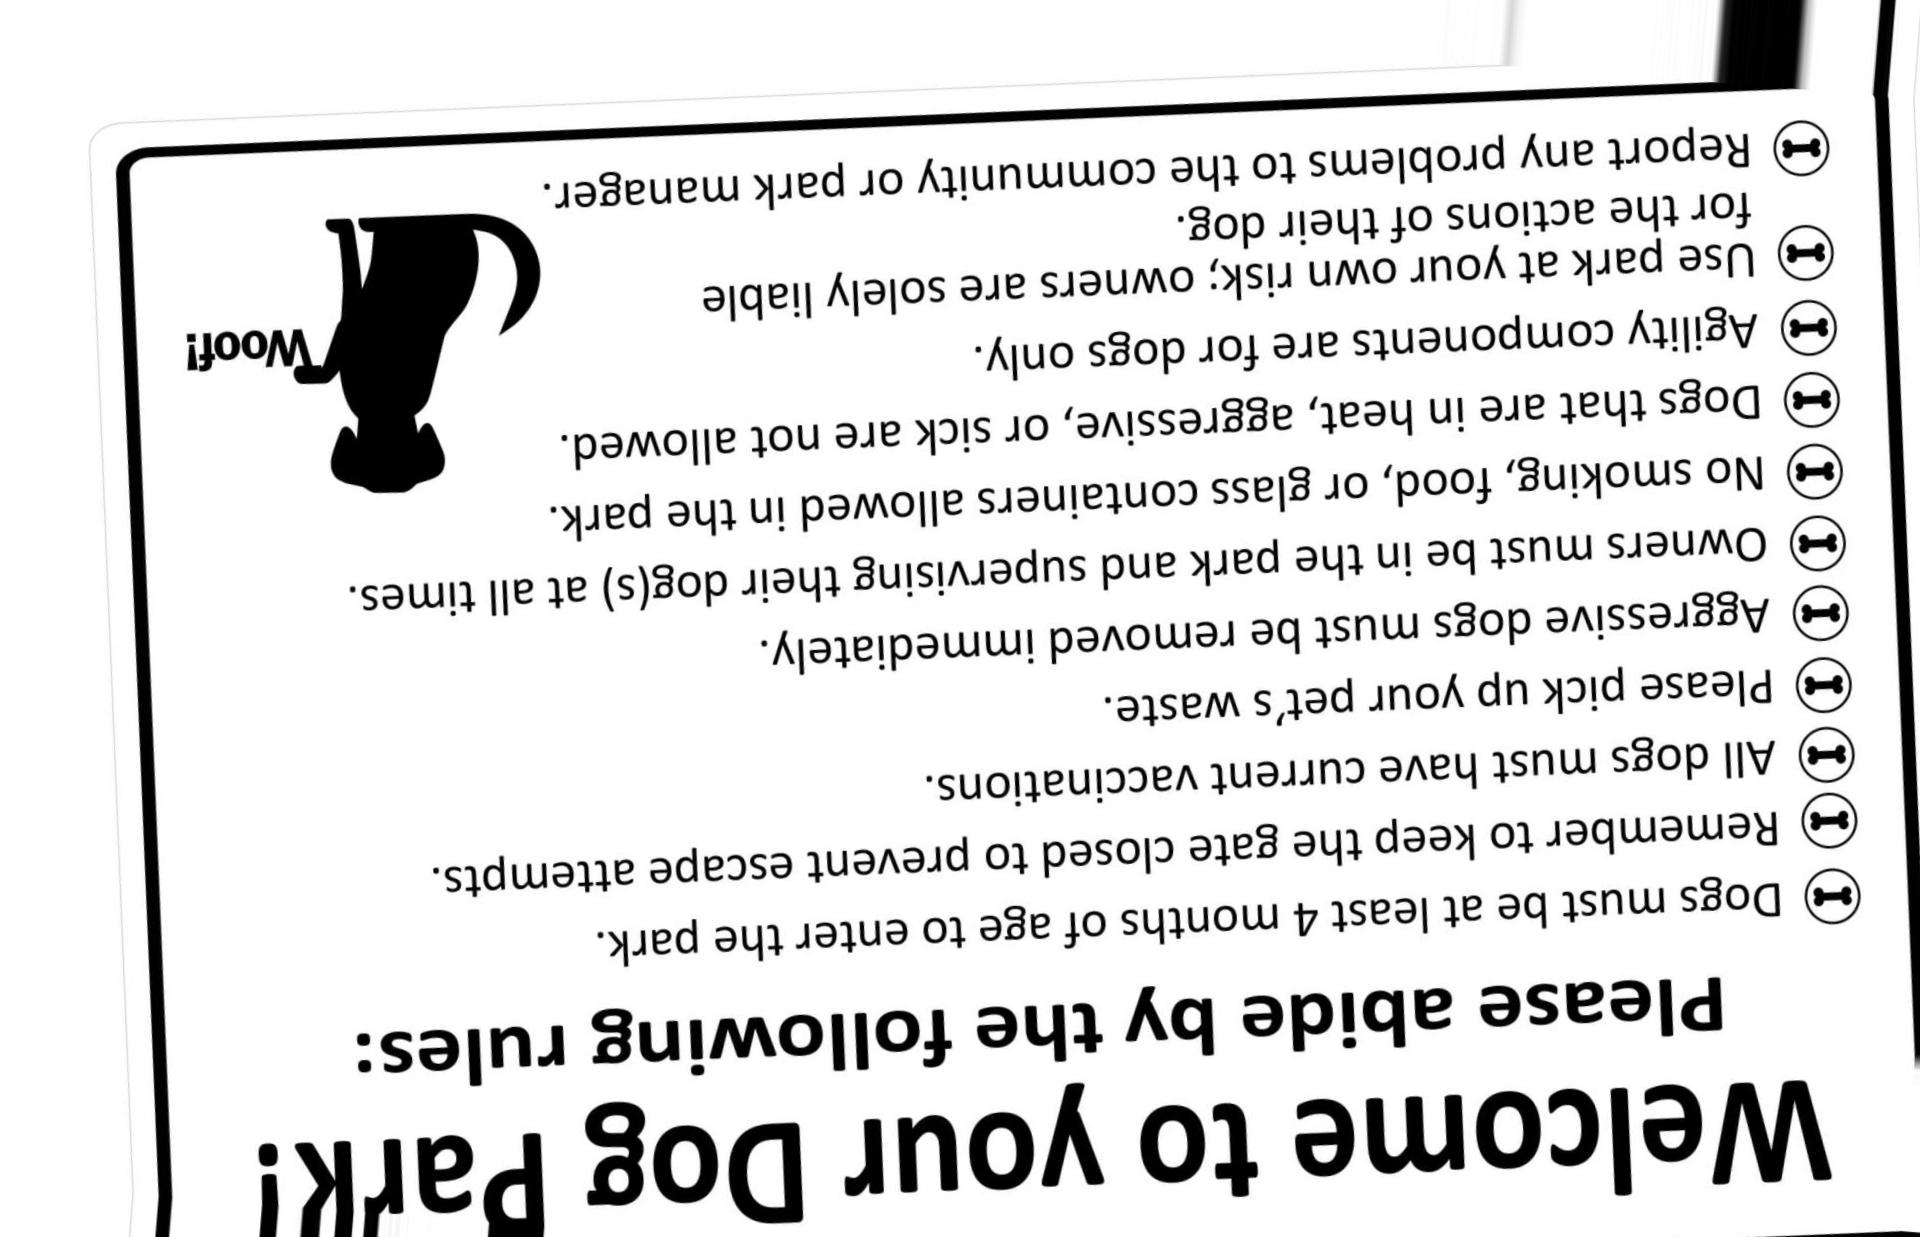 Welcome to your Dog Park!
Please abide by the following rules:
Dogs must be at least 4 months of age to enter the park.
Remember to keep the gate closed to prevent escape attempts.
All dogs must have current vaccinations.
Please pick up your pet's waste.
Aggressive dogs must be removed immediately.
Owners must be in the park and supervising their dog(s) at all times.
No smoking, food, or glass containers allowed in the park.
Dogs that are in heat, aggressive, or sick are not allowed.
Agility components are for dogs only.
Use park at your own risk; owners are solely liable
for the actions of their dog.
Report any problems to the community or park manager.
Woof!